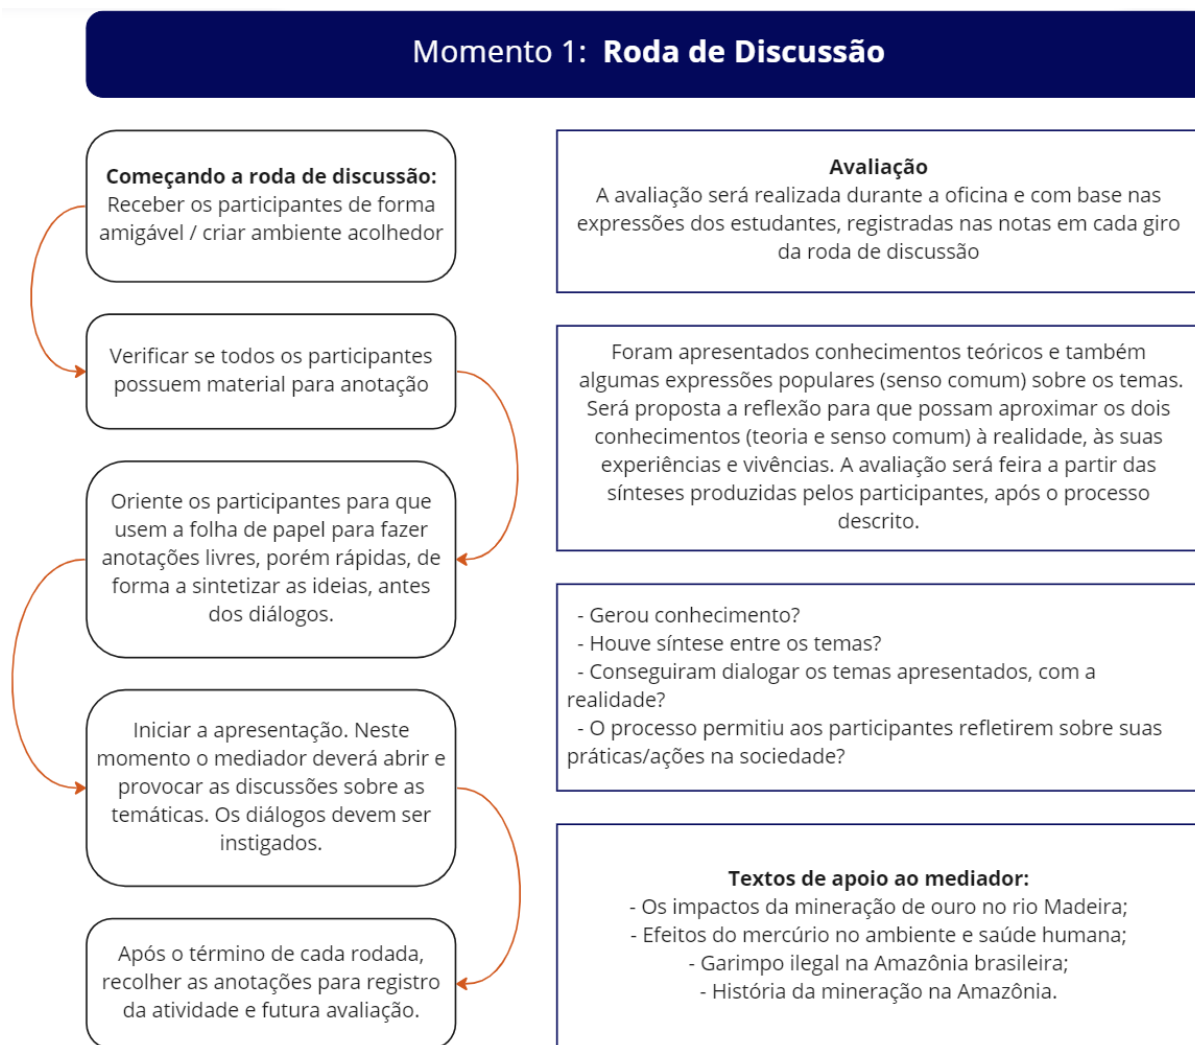 Momento 1: Roda de Discussão
Começando a roda de discussão:
Receber os participantes de forma
amigável / criar ambiente acolhedor
Verificar se todos os participantes
possuem material para anotação
Oriente os participantes para que
usem a folha de papel para fazer
anotações livres, porém rápidas, de
forma a sintetizar as ideias, antes
dos diálogos.
Iniciar a apresentação. Neste
momento o mediador deverá abrir e
provocar as discussões sobre as
temáticas. Os diálogos devem ser
instigados.
Após o término de cada rodada,
recolher as anotações para registro
da atividade e futura avaliação.
Avaliação
A avaliação será realizada durante a oficina e com base nas
expressões dos estudantes, registradas nas notas em cada giro
da roda de discussão
Foram apresentados conhecimentos teóricos e também
algumas expressões populares (senso comum) sobre os temas.
Será proposta a reflexão para que possam aproximar os dois
conhecimentos (teoria e senso comum) à realidade, às suas
experiências e vivências. A avaliação será feira a partir das
sínteses produzidas pelos participantes, após o processo
descrito.
- Gerou conhecimento?
- Houve síntese entre os temas?
- Conseguiram dialogar os temas apresentados, com a
realidade?
- O processo permitiu aos participantes refletirem sobre suas
práticas/ações na sociedade?
Textos de apoio ao mediador:
- Os impactos da mineração de ouro no rio Madeira;
- Efeitos do mercúrio no ambiente e saúde humana;
- Garimpo ilegal na Amazônia brasileira;
- História da mineração na Amazônia.